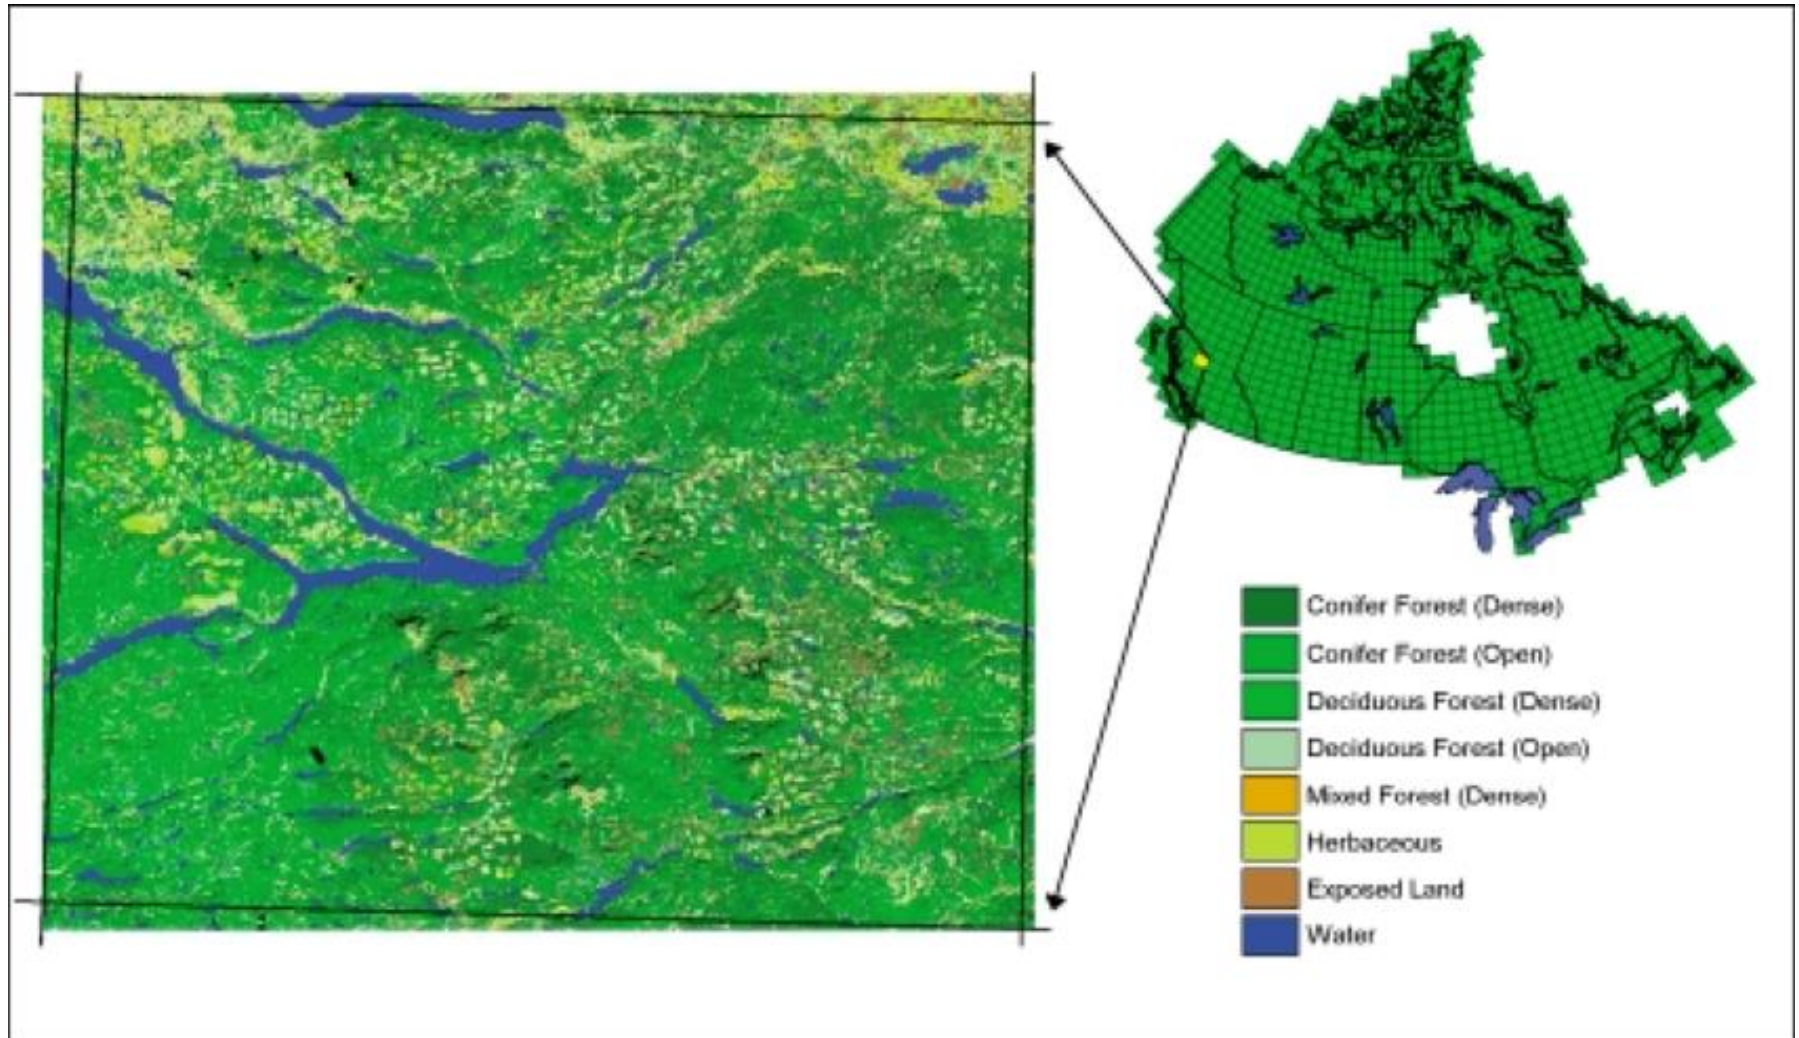 Conifer Forest (Dense)
Conifer Forest (Open)
Deciduous Forest (Dense)
Deciduous Forest (Open)
Mixed Forest (Dense)
Herbaceous
Exposed Land
Water